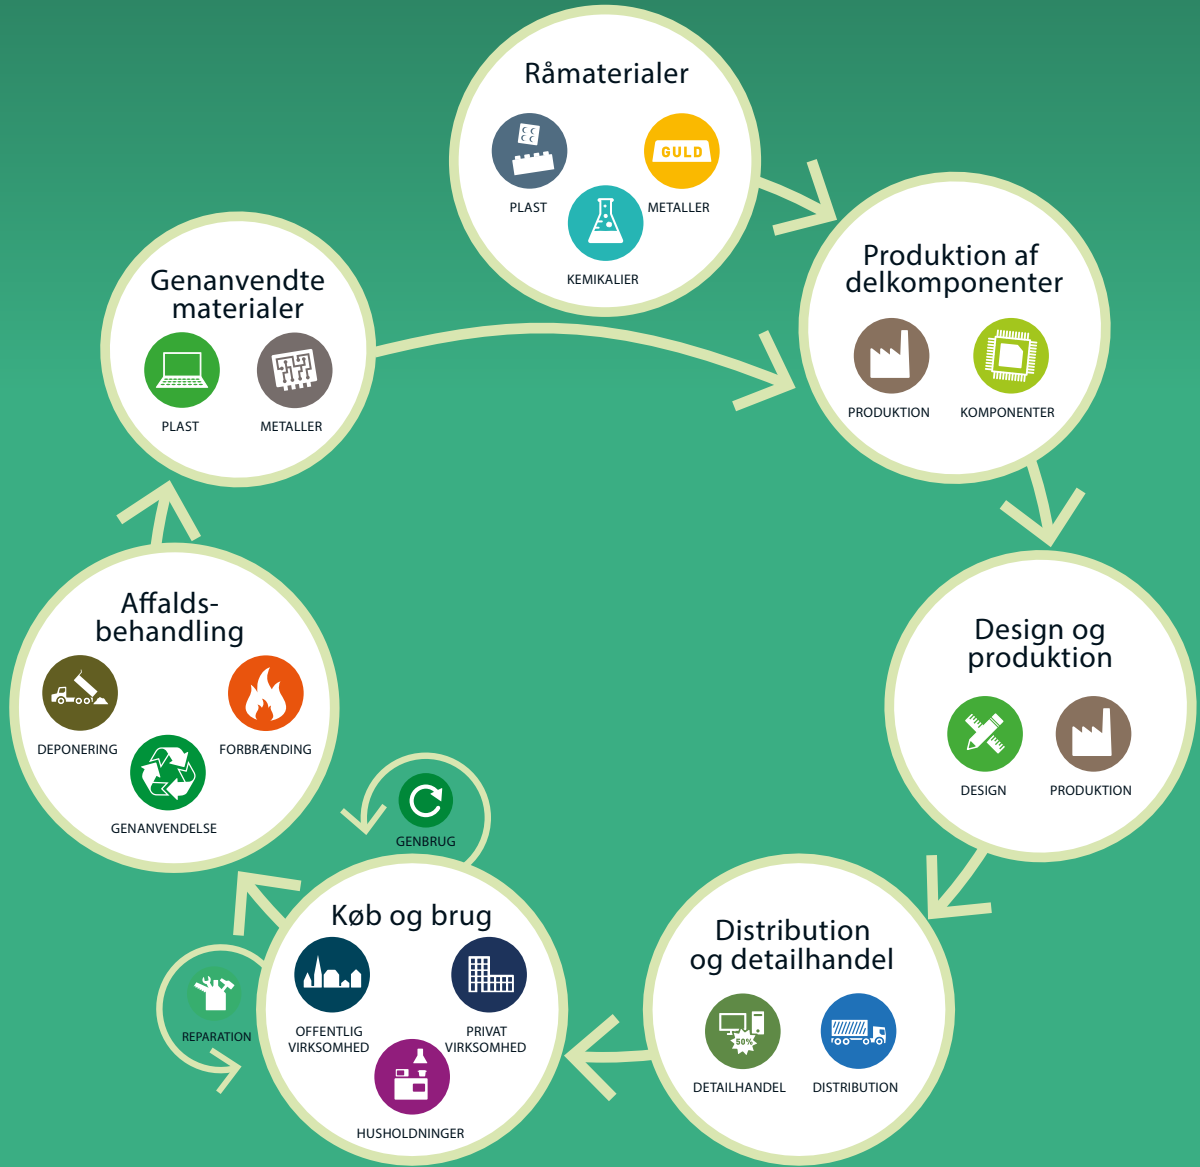 Råmaterialer
GULD
PLAST
METALLER
KEMIKALIER
Produktion af
delkomponenter
PRODUKTION
KOMPONENTER
Design og
produktion
DESIGN
PRODUKTION
Distribution
og detailhandel
50%
DETAILHANDEL
DISTRIBUTION
Køb og brug
OFFENTLIG
VIRKSOMHED
PRIVAT
VIRKSOMHED
HUSHOLDNINGER
GENBRUG
REPARATION
Affalds-
behandling
DEPONERING
FORBRÆNDING
GENANVENDELSE
Genanvendte
materialer
PLAST
METALLER